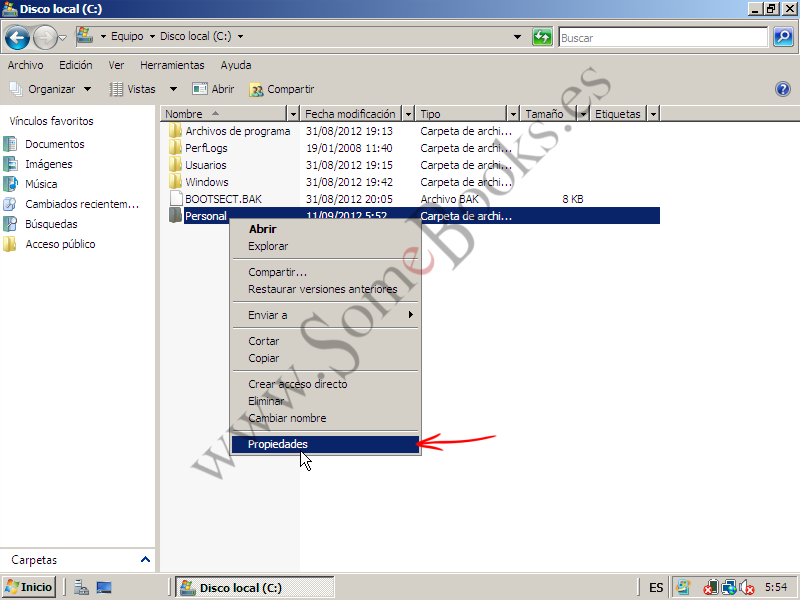 Disco local (C:)
Equipo Disco local (C:)
Buscar
Archivo Edición Ver Herramientas Ayuda
Organizar Vistas Abrir Compartir
Vínculos favoritos
Documentos
Imágenes
Música
Cambiados recientem...
Búsquedas
Acceso público
Carpetas
Nombre Fecha modificación Tipo Tamaño Etiquetas
Archivos de programa 31/08/2012 19:13 Carpeta de archi...
PerfLogs 19/01/2008 11:40 Carpeta de archi...
Usuarios 31/08/2012 19:15 Carpeta de archi...
Windows 31/08/2012 19:42 Carpeta de archi...
BOOTSECT.BAK 31/08/2012 20:05 Archivo BAK 8 KB
Personal 11/09/2012 5:52 Carpeta de archi...
Abrir
Explorar
Compartir...
Restaurar versiones anteriores
Enviar a
Cortar
Copiar
Crear acceso directo
Eliminar
Cambiar nombre
Propiedades
www.SomeBooks.es
Inicio Disco local (C:) ES 5:54